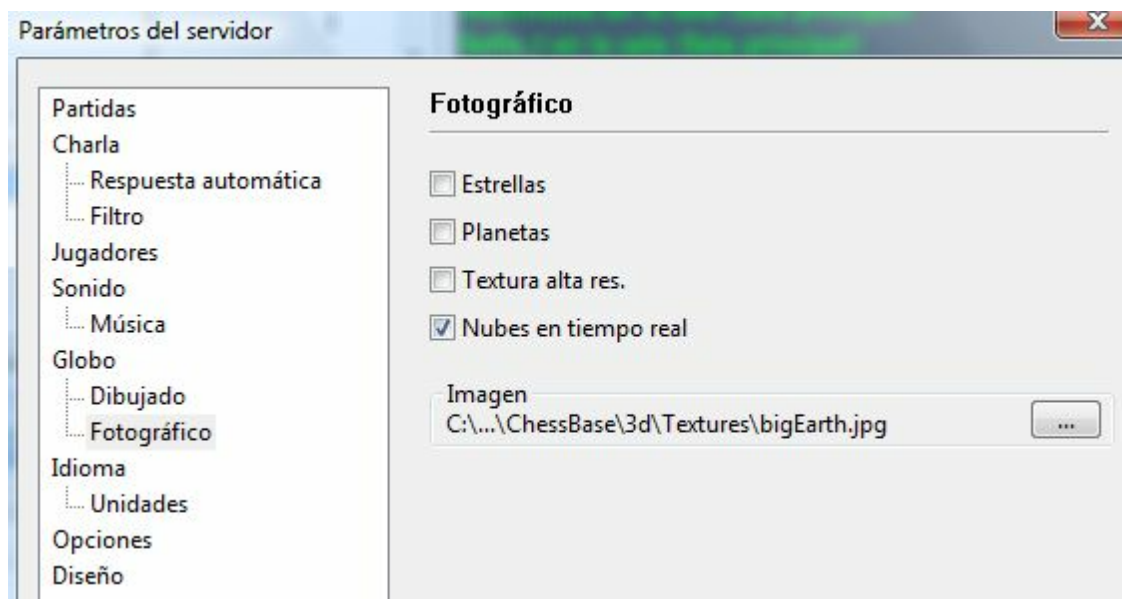 Parámetros del servidor
Partidas
Charla
Respuesta automática
Filtro
Jugadores
Sonido
Música
Globo
Dibujado
Fotográfico
Idioma
Unidades
Opciones
Diseño
Fotográfico
Estrellas
Planetas
Textura alta res.
Nubes en tiempo real
Imagen
C:\...\ChessBase\3d\Textures\bigEarth.jpg
...